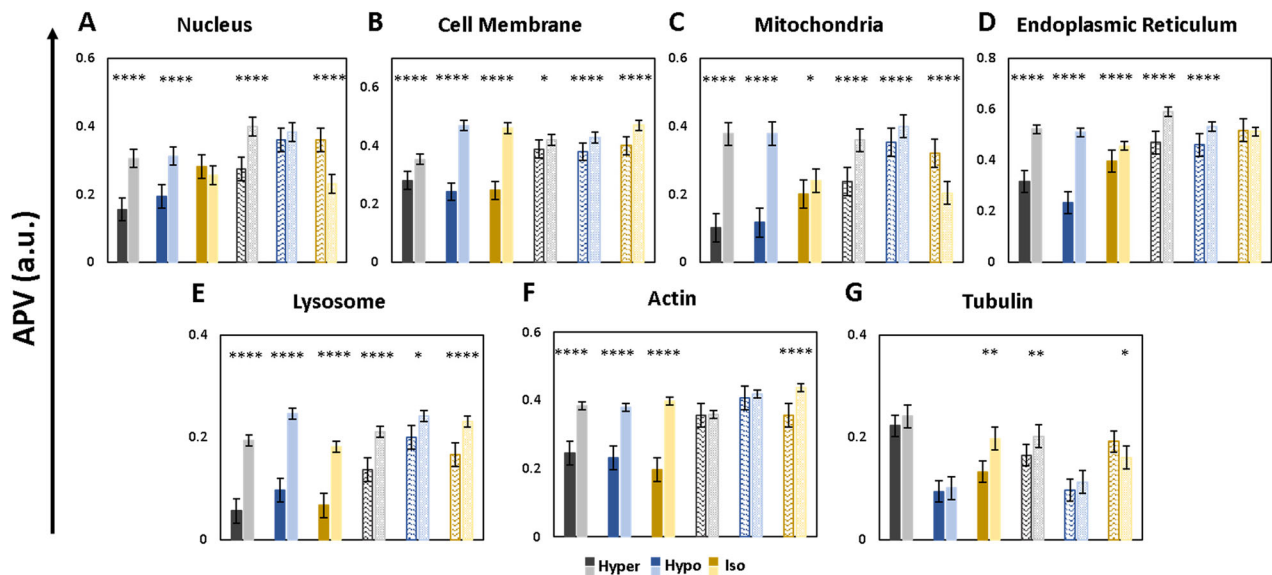 A Nucleus
B Cell Membrane
C Mitochondria
D Endoplasmic Reticulum
0.6
0.4
0.2
0
**** **** **** ****
0.6
0.4
0.2
0
**** **** **** * **** ****
0.6
0.4
0.2
0
**** **** * **** **** ****
0.8
0.6
0.4
0.2
0
**** **** **** **** ****
APV (a.u.)
E Lysosome
F Actin
G Tubulin
0.4
0.2
0
**** **** **** **** * ****
0.6
0.4
0.2
0
**** **** **** ****
0.4
0.2
0
** ** *
Hyper Hypo Iso